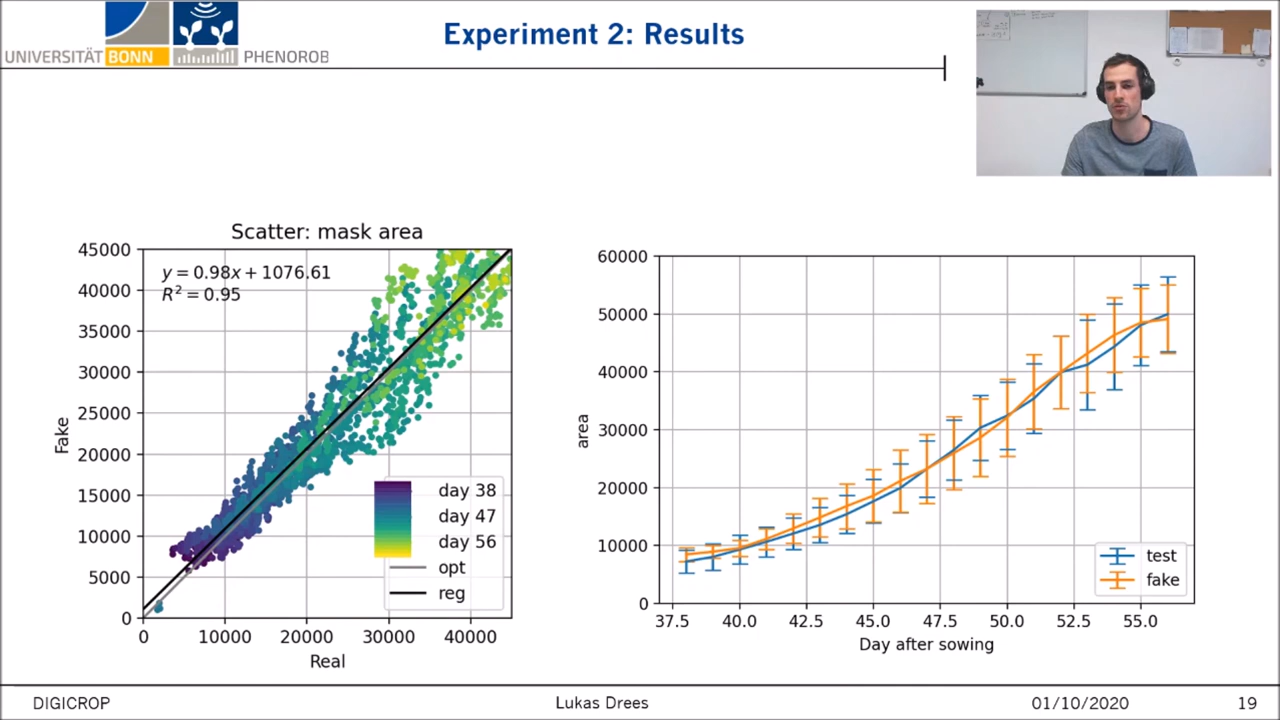 Experiment 2: Results
UNIVERSITÄT BONN
PHENOROB
Scatter: mask area
y = 0.98x + 1076.61
R² = 0.95
45000
40000
35000
30000
25000
20000
15000
10000
5000
0
Fake
0 10000 20000 30000 40000
Real
day 38
day 47
day 56
opt
reg
60000
50000
40000
30000
20000
10000
0
area
37.5 40.0 42.5 45.0 47.5 50.0 52.5 55.0
Day after sowing
test
fake
DIGICROP
Lukas Drees
01/10/2020
19